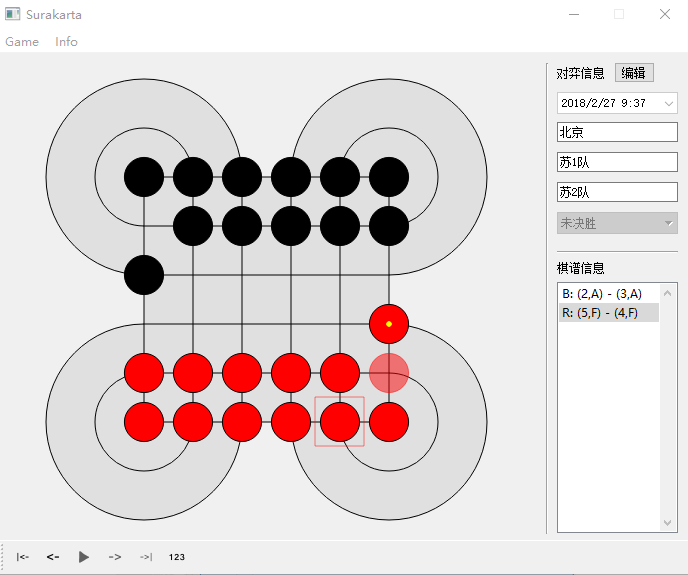 Surakarta
Game Info
对弈信息 编辑
2018/2/27 9:37
北京
苏1队
苏2队
未决胜
棋谱信息
B: (2,A) - (3,A)
R: (5,F) - (4,F)
|<- <- -> ->| 123